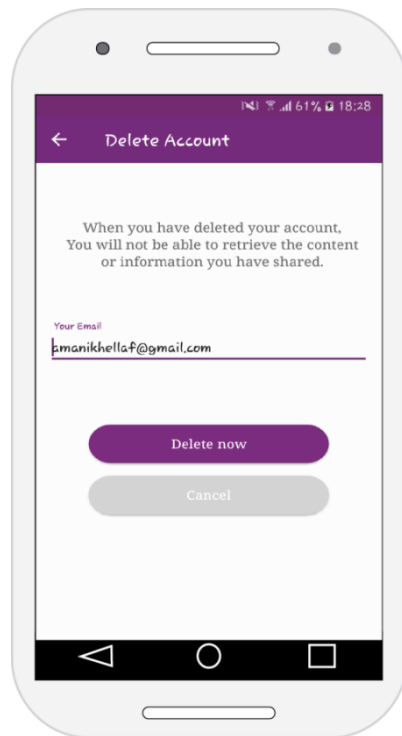 61% 18:28
Delete Account
When you have deleted your account,
You will not be able to retrieve the content
or information you have shared.
Your Email
amanikhellaf@gmail.com
Delete now
Cancel